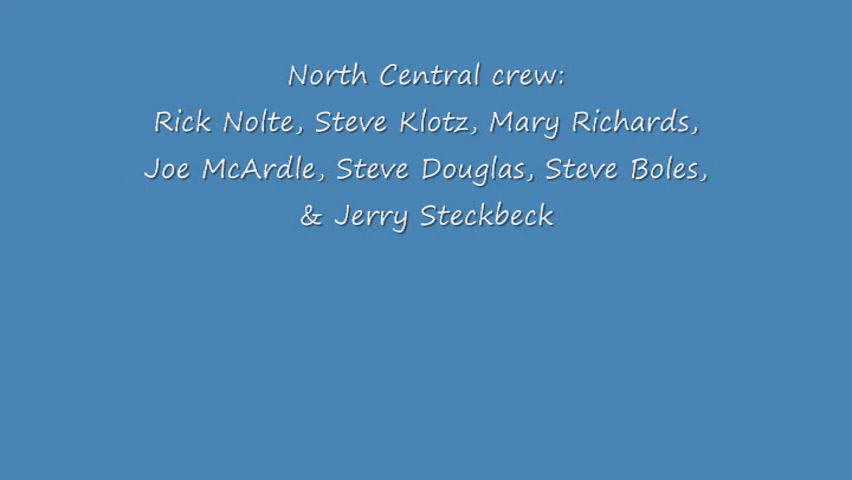 North Central crew:
Rick Nolte, Steve Klotz, Mary Richards,
Joe McArdle, Steve Douglas, Steve Boles,
& Jerry Steckbeck